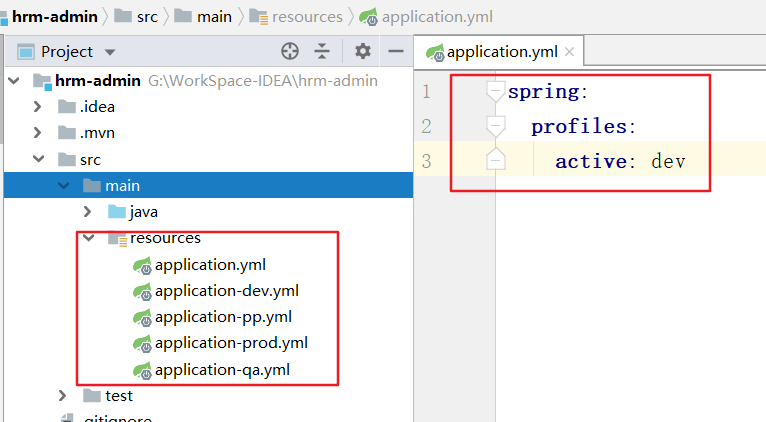 hrm-admin src main resources application.yml
Project
application.yml
hrm-admin G:\WorkSpace-IDEA\hrm-admin
.idea
.mvn
src
main
java
resources
application.yml
application-dev.yml
application-pp.yml
application-prod.yml
application-qa.yml
test
.gitignore
1 spring:
2 profiles:
3 active: dev